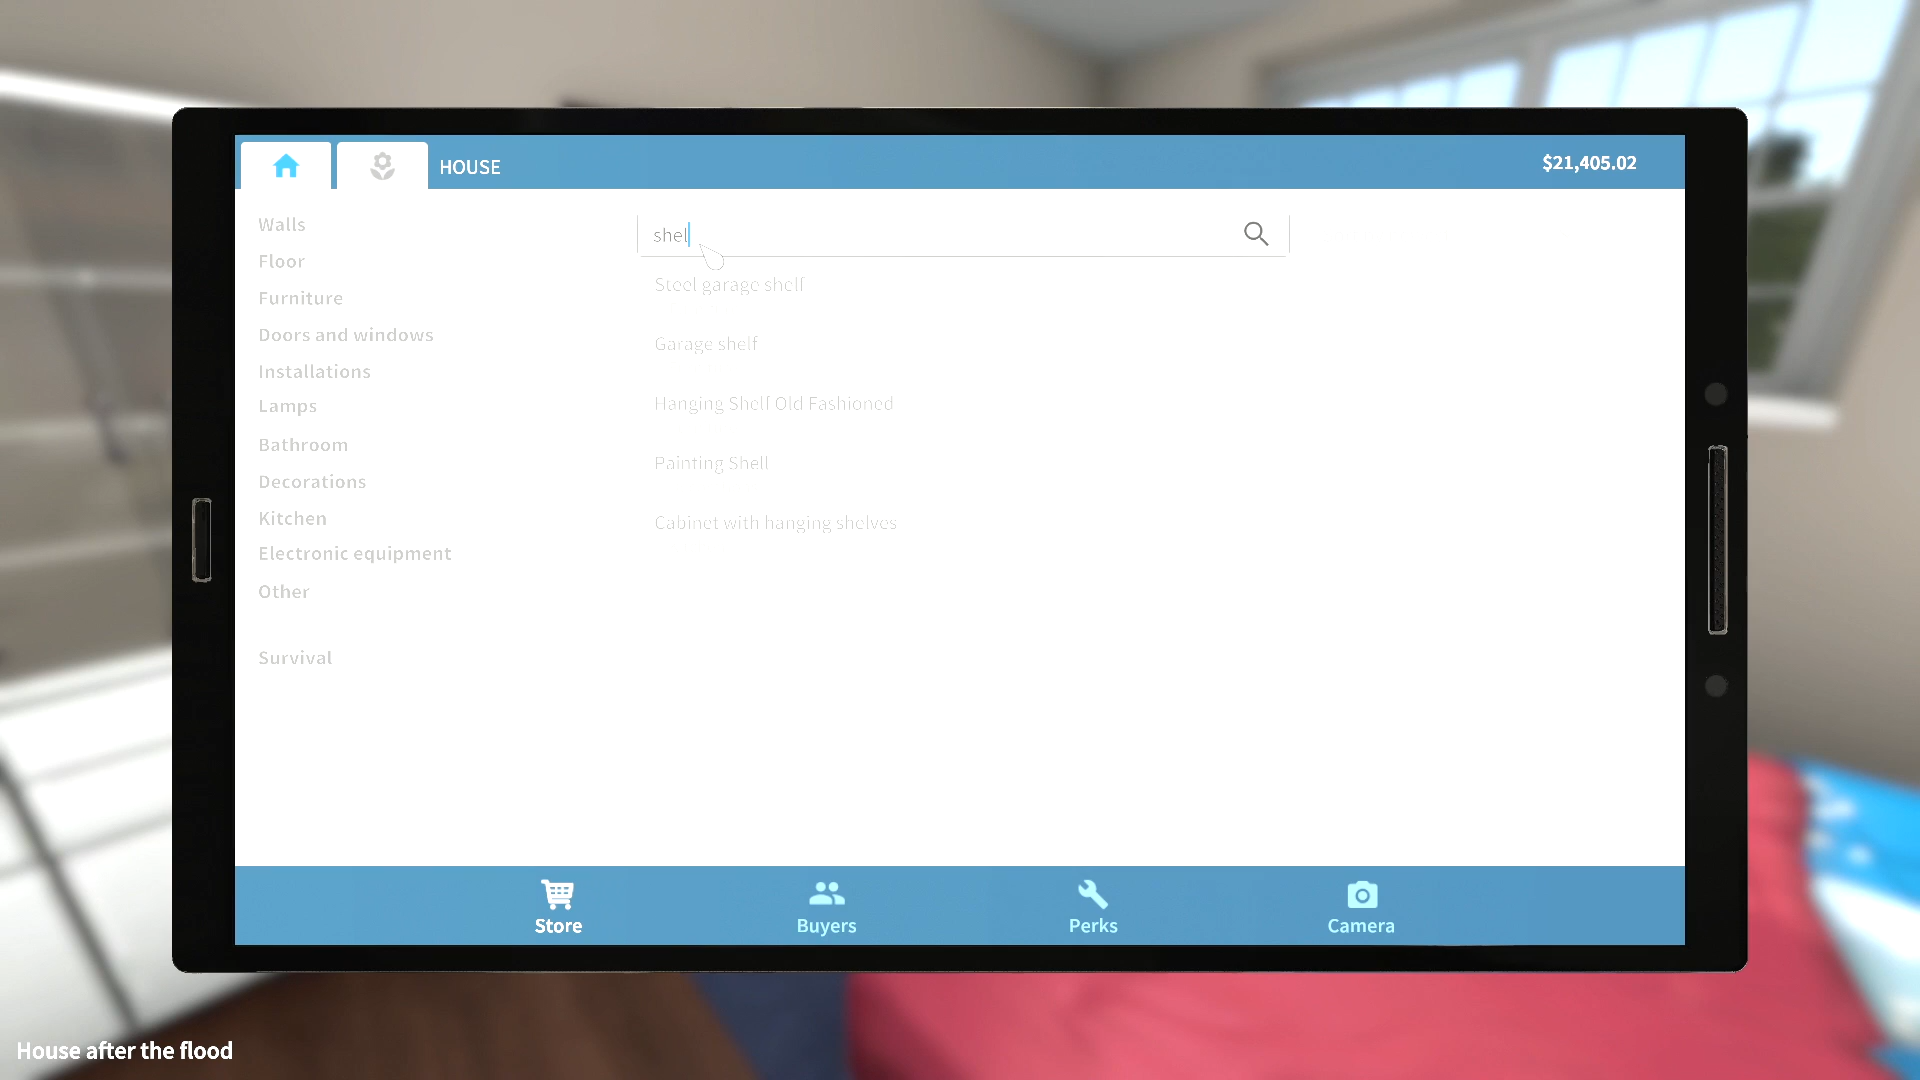 HOUSE
$21,405.02
Walls
Floor
Furniture
Doors and windows
Installations
Lamps
Bathroom
Decorations
Kitchen
Electronic equipment
Other
Survival
shel
Steel garage shelf
Garage shelf
Hanging Shelf Old Fashioned
Painting Shell
Cabinet with hanging shelves
Store
Buyers
Perks
Camera
House after the flood